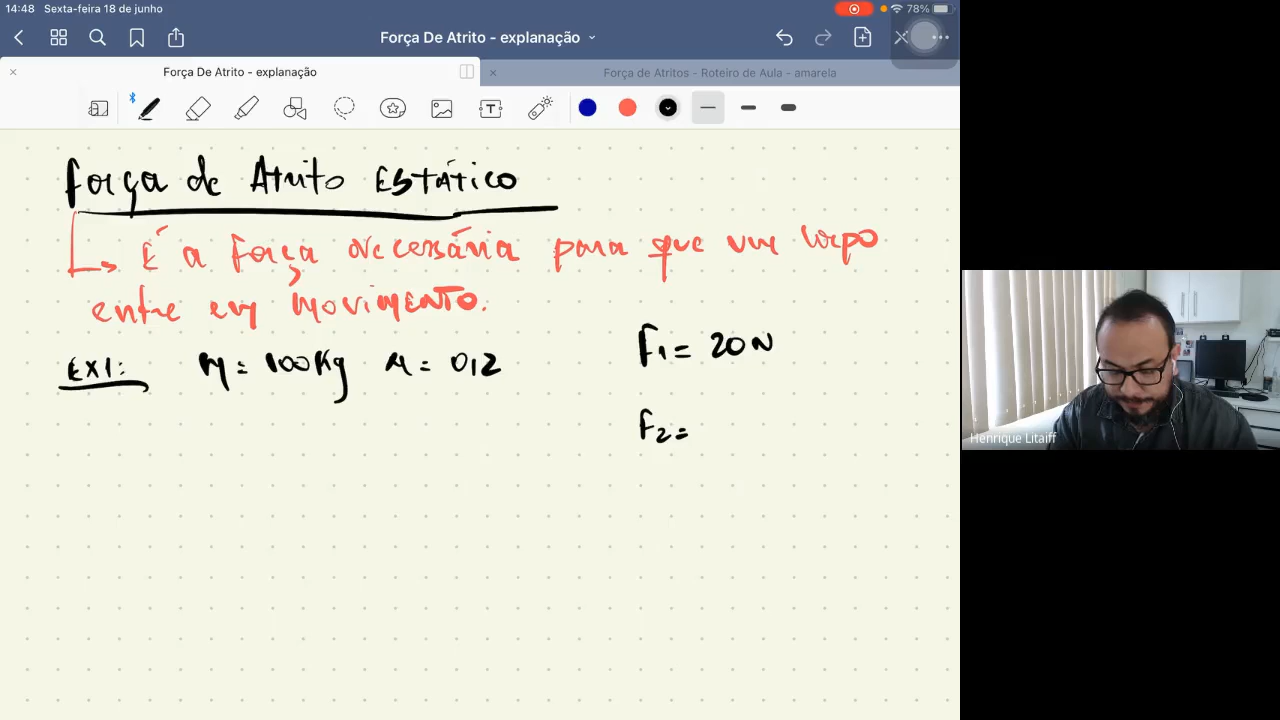 14:48 Sexta-feira 18 de junho
78%
Força De Atrito - explanação
Força De Atrito - explanação
Força de Atritos - Roteiro de Aula - amarela
Força de Atrito Estático
É a força necessária para que um corpo
entre em movimento.
EX1: m = 100Kg μ = 0,2
F1 = 20N
F2 =
Henrique Litaiff